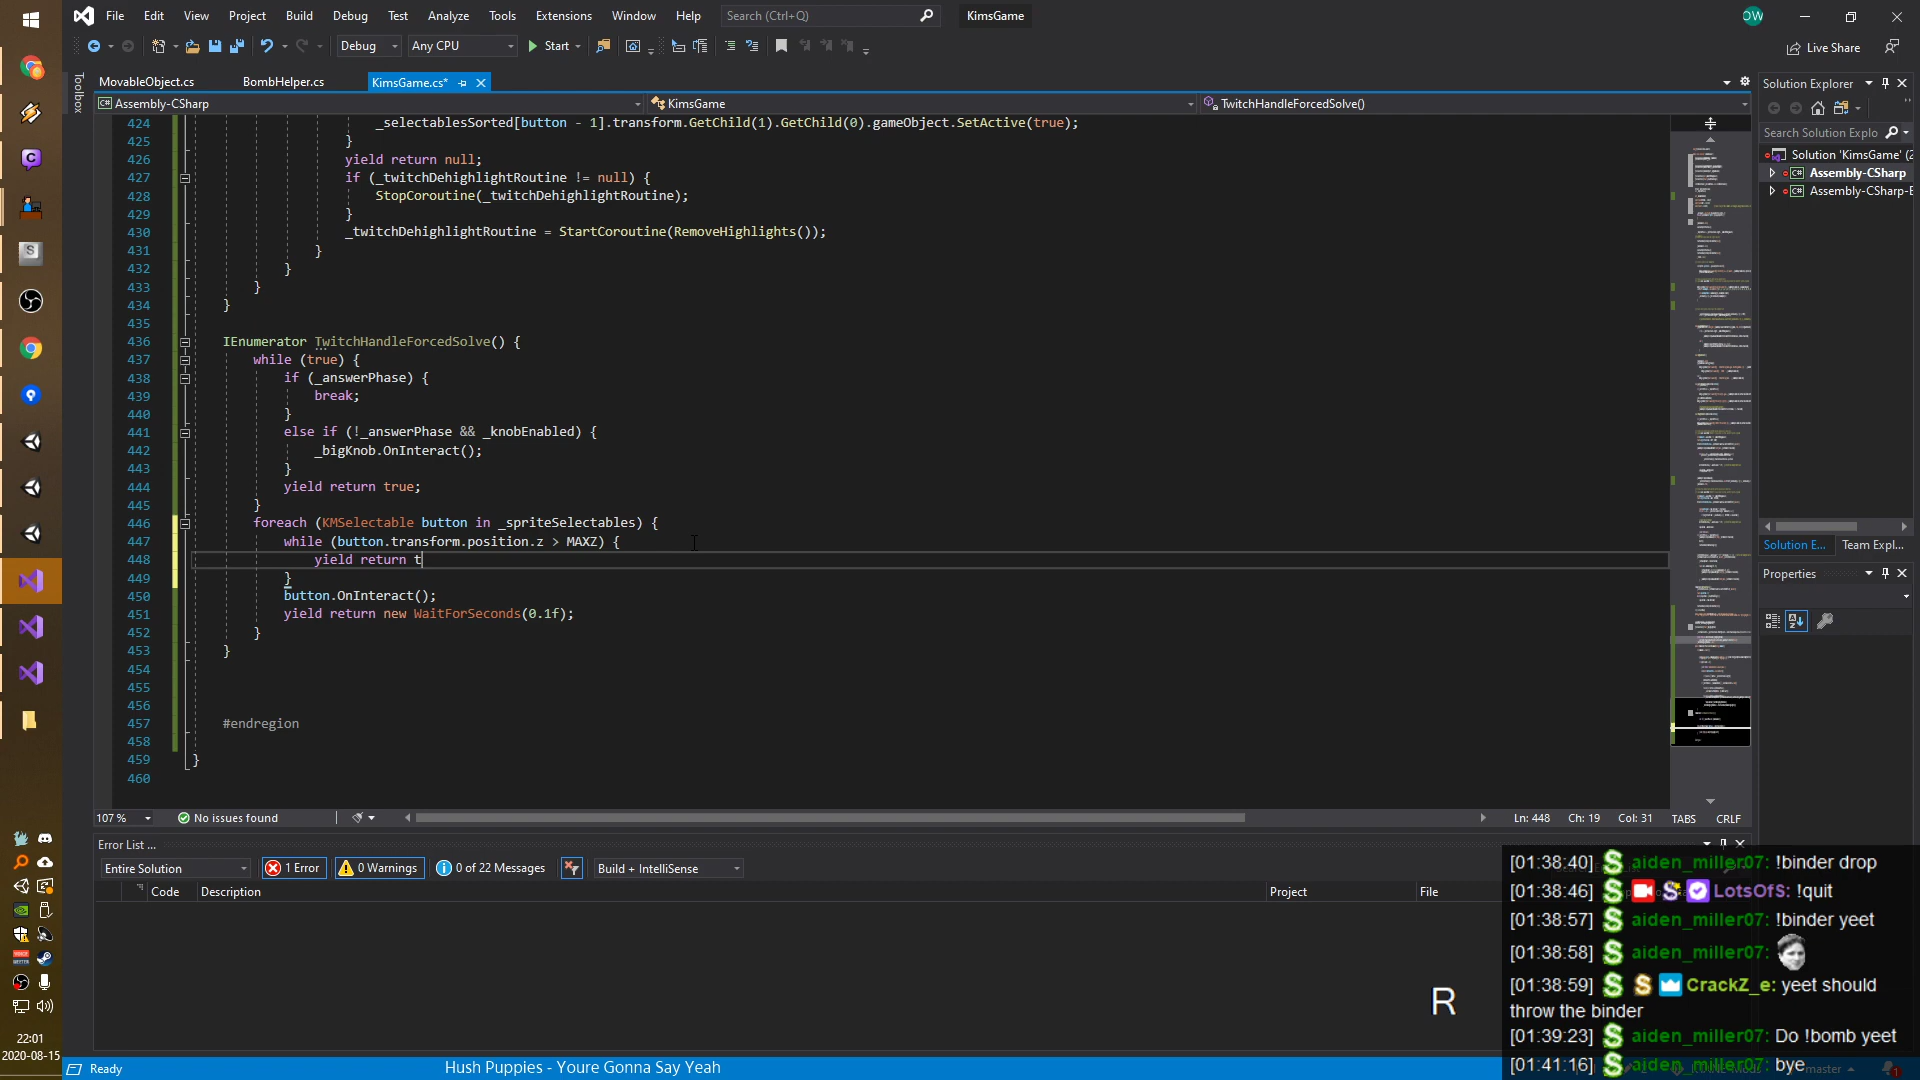 File Edit View Project Build Debug Test Analyze Tools Extensions Window Help Search (Ctrl+Q) KimsGame OW
Debug Any CPU Start Live Share
Toolbox
MovableObject.cs BombHelper.cs KimsGame.cs*
Assembly-CSharp KimsGame TwitchHandleForcedSolve()
424 _selectablesSorted[button - 1].transform.GetChild(1).GetChild(0).gameObject.SetActive(true);
425 }
426 yield return null;
427 if (_twitchDehighlightRoutine != null) {
428 StopCoroutine(_twitchDehighlightRoutine);
429 }
430 _twitchDehighlightRoutine = StartCoroutine(RemoveHighlights());
431 }
432 }
433 }
434 }
435
436 IEnumerator TwitchHandleForcedSolve() {
437 while (true) {
438 if (_answerPhase) {
439 break;
440 }
441 else if (!_answerPhase && _knobEnabled) {
442 _bigKnob.OnInteract();
443 }
444 yield return true;
445 }
446 foreach (KMSelectable button in _spriteSelectables) {
447 while (button.transform.position.z > MAXZ) {
448 yield return t
449 }
450 button.OnInteract();
451 yield return new WaitForSeconds(0.1f);
452 }
453 }
454
455
456
457 #endregion
458
459 }
460
107 % No issues found Ln: 448 Ch: 19 Col: 31 TABS CRLF
Solution Explorer
Search Solution Explo
Solution 'KimsGame' (2
Assembly-CSharp
Assembly-CSharp-E
Solution E... Team Expl...
Properties
Error List ...
Entire Solution 1 Error 0 Warnings 0 of 22 Messages Build + IntelliSense
Code Description Project File
[01:38:40] aiden_miller07: !binder drop
[01:38:46] LotsOfS: !quit
[01:38:57] aiden_miller07: !binder yeet
[01:38:58] aiden_miller07:
[01:38:59] CrackZ_e: yeet should
throw the binder
[01:39:23] aiden_miller07: Do !bomb yeet
[01:41:16] aiden_miller07: bye
R
22:01
2020-08-15
Ready Hush Puppies - Youre Gonna Say Yeah master